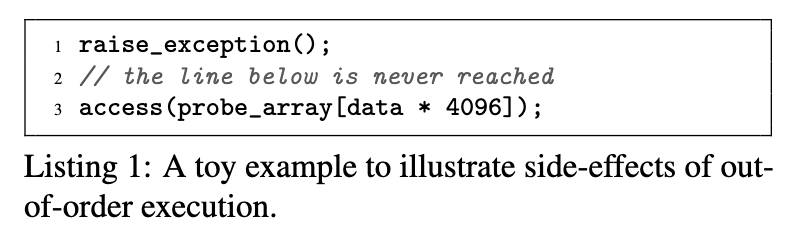 1 raise_exception();
2 // the line below is never reached
3 access(probe_array[data * 4096]);
Listing 1: A toy example to illustrate side-effects of out-
of-order execution.